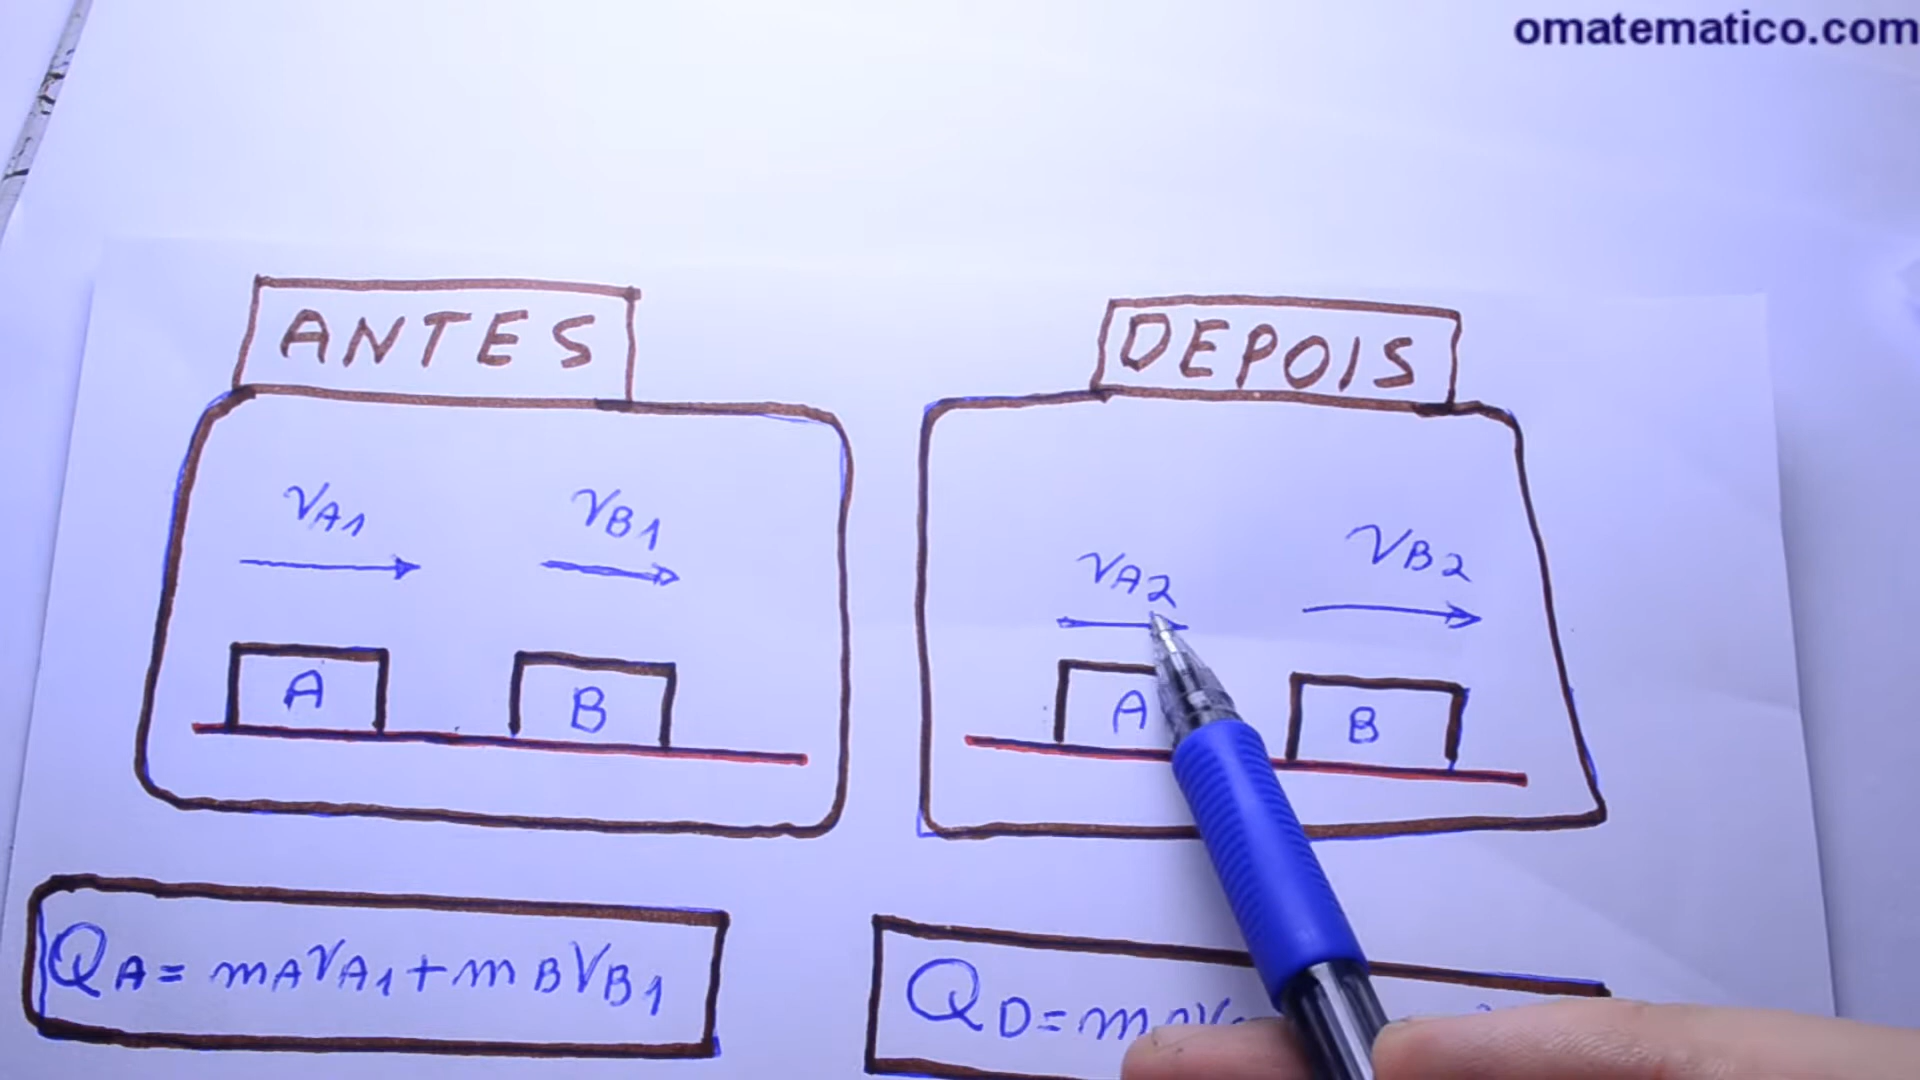 omatematico.com
ANTES
DEPOIS
VA1
VB1
VA2
VB2
A
B
A
B
QA = mAVA1 + mBVB1
QD = m